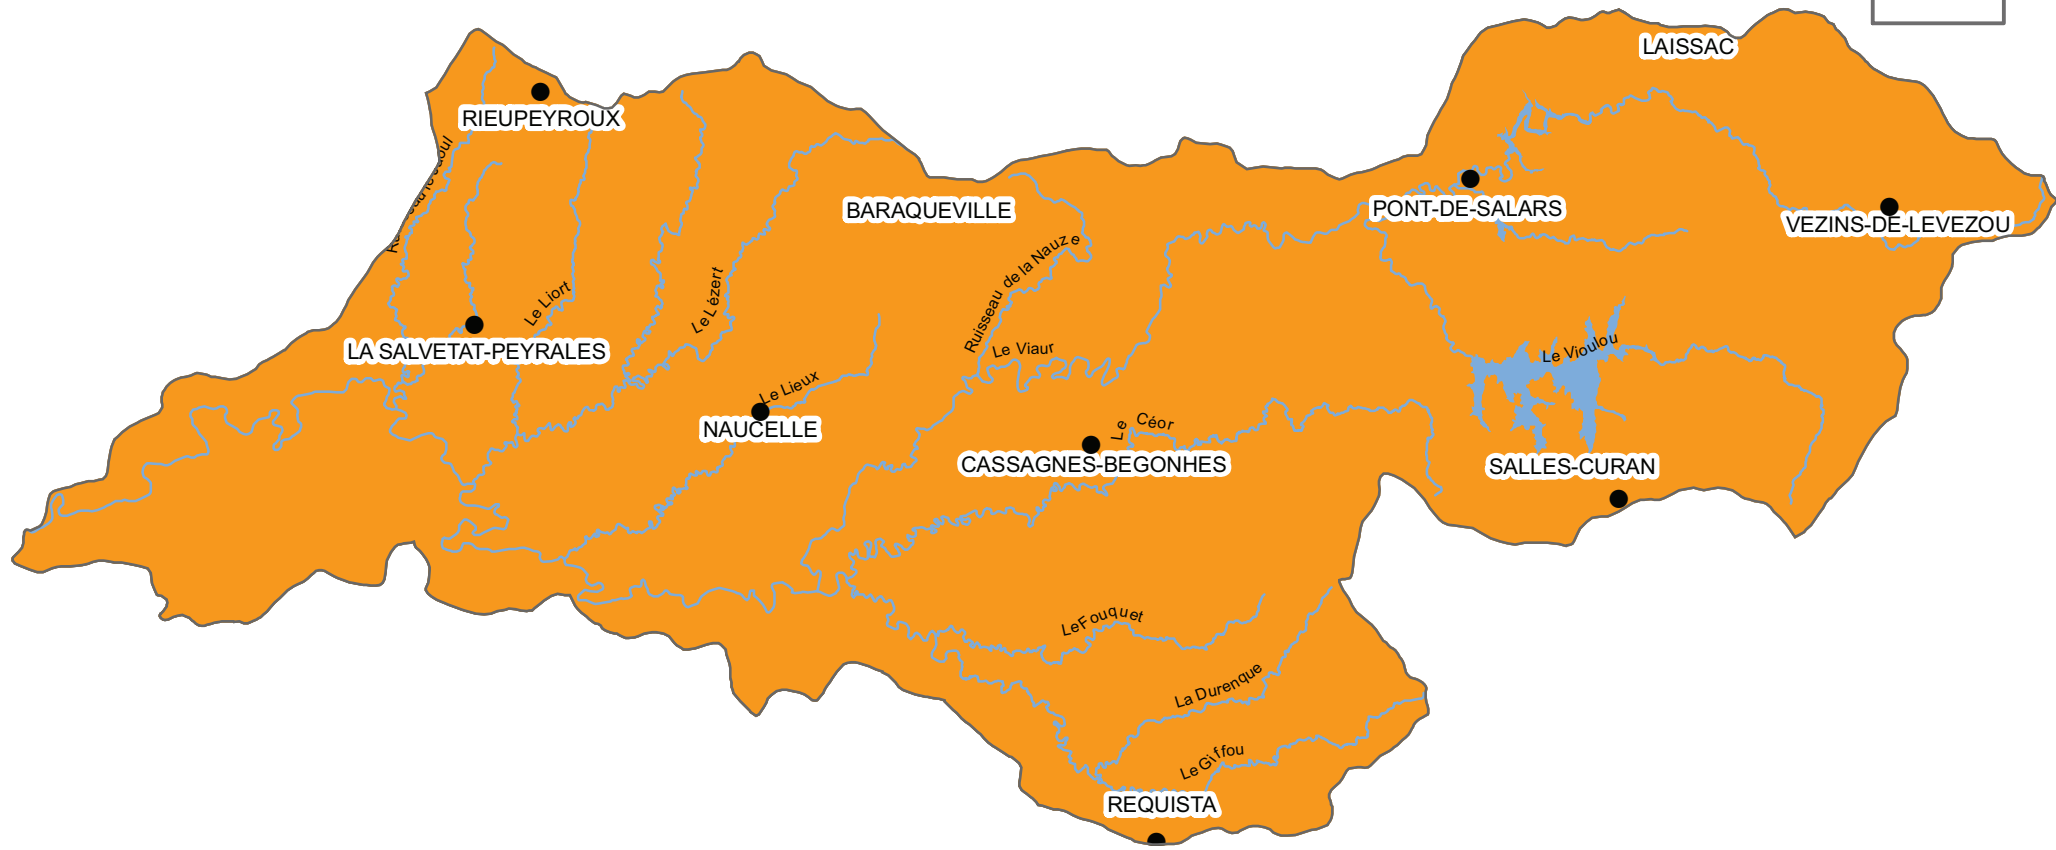 LAISSAC
RIEUPEYROUX
BARAQUEVILLE
PONT-DE-SALARS
VEZINS-DE-LEVEZOU
Ruisseau de la Nauze
Le Liort
Le Lézert
LA SALVETAT-PEYRALES
Le Viaur
Le Vioulou
Le Lieux
NAUCELLE
Le Céor
CASSAGNES-BEGONHES
SALLES-CURAN
Le Fouquet
La Durenque
Le Giffou
REQUISTA